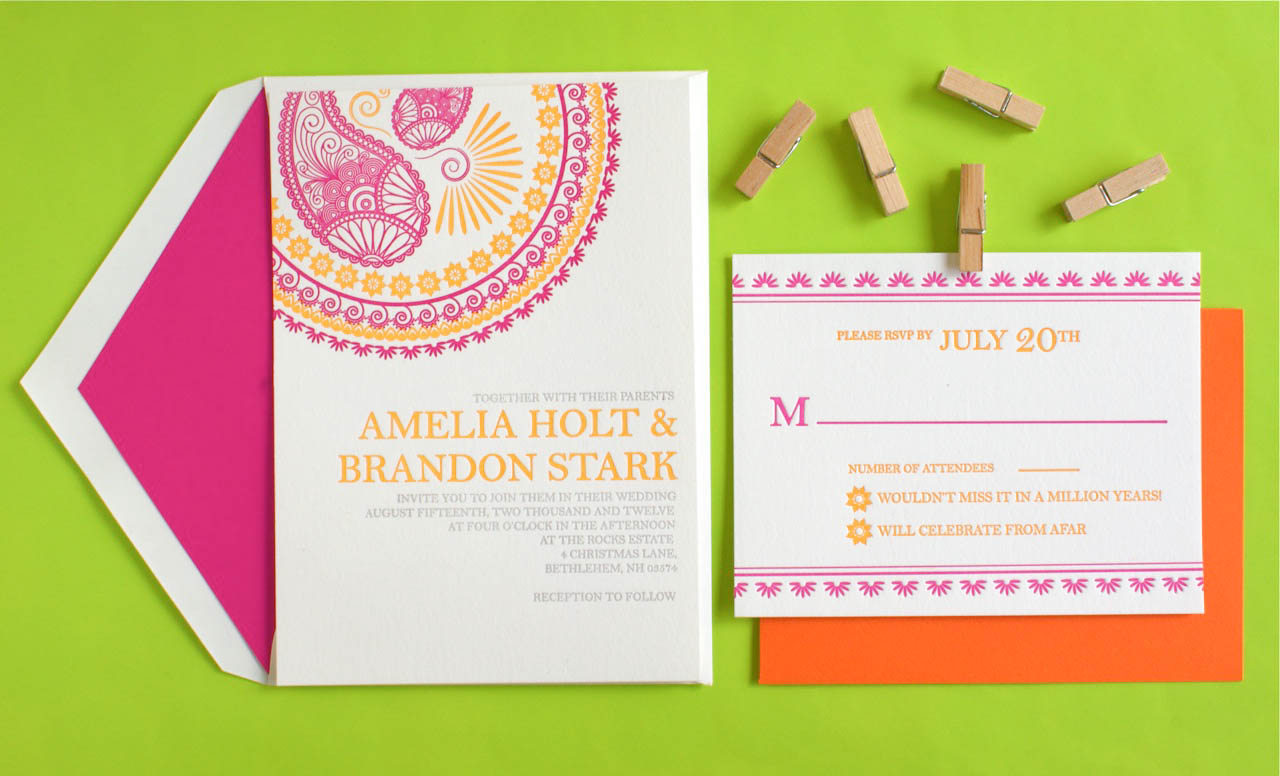 TOGETHER WITH THEIR PARENTS
AMELIA HOLT &
BRANDON STARK
INVITE YOU TO JOIN THEM IN THEIR WEDDING
AUGUST FIFTEENTH, TWO THOUSAND AND TWELVE
AT FOUR O'CLOCK IN THE AFTERNOON
AT THE ROCKS ESTATE
4 CHRISTMAS LANE,
BETHLEHEM, NH 03574
RECEPTION TO FOLLOW
PLEASE RSVP BY JULY 20TH
M
NUMBER OF ATTENDEES
WOULDN'T MISS IT IN A MILLION YEARS!
WILL CELEBRATE FROM AFAR